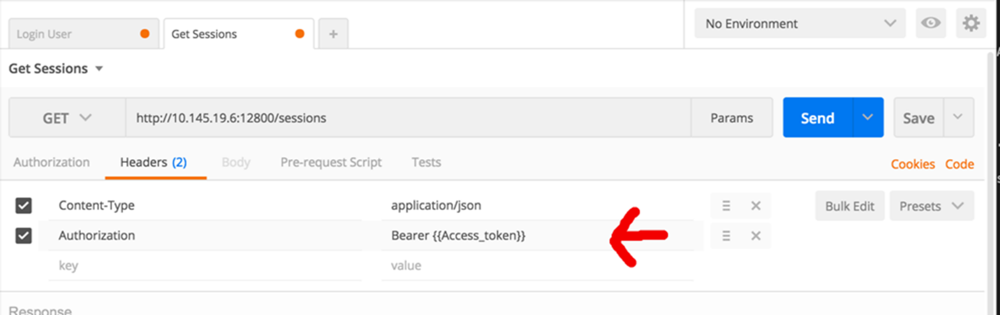 Login User
Get Sessions
+
No Environment
Get Sessions
GET
http://10.145.19.6:12800/sessions
Params
Send
Save
Authorization
Headers (2)
Body
Pre-request Script
Tests
Cookies
Code
Content-Type
application/json
Bulk Edit
Presets
Authorization
Bearer {{Access_token}}
key
value
Response